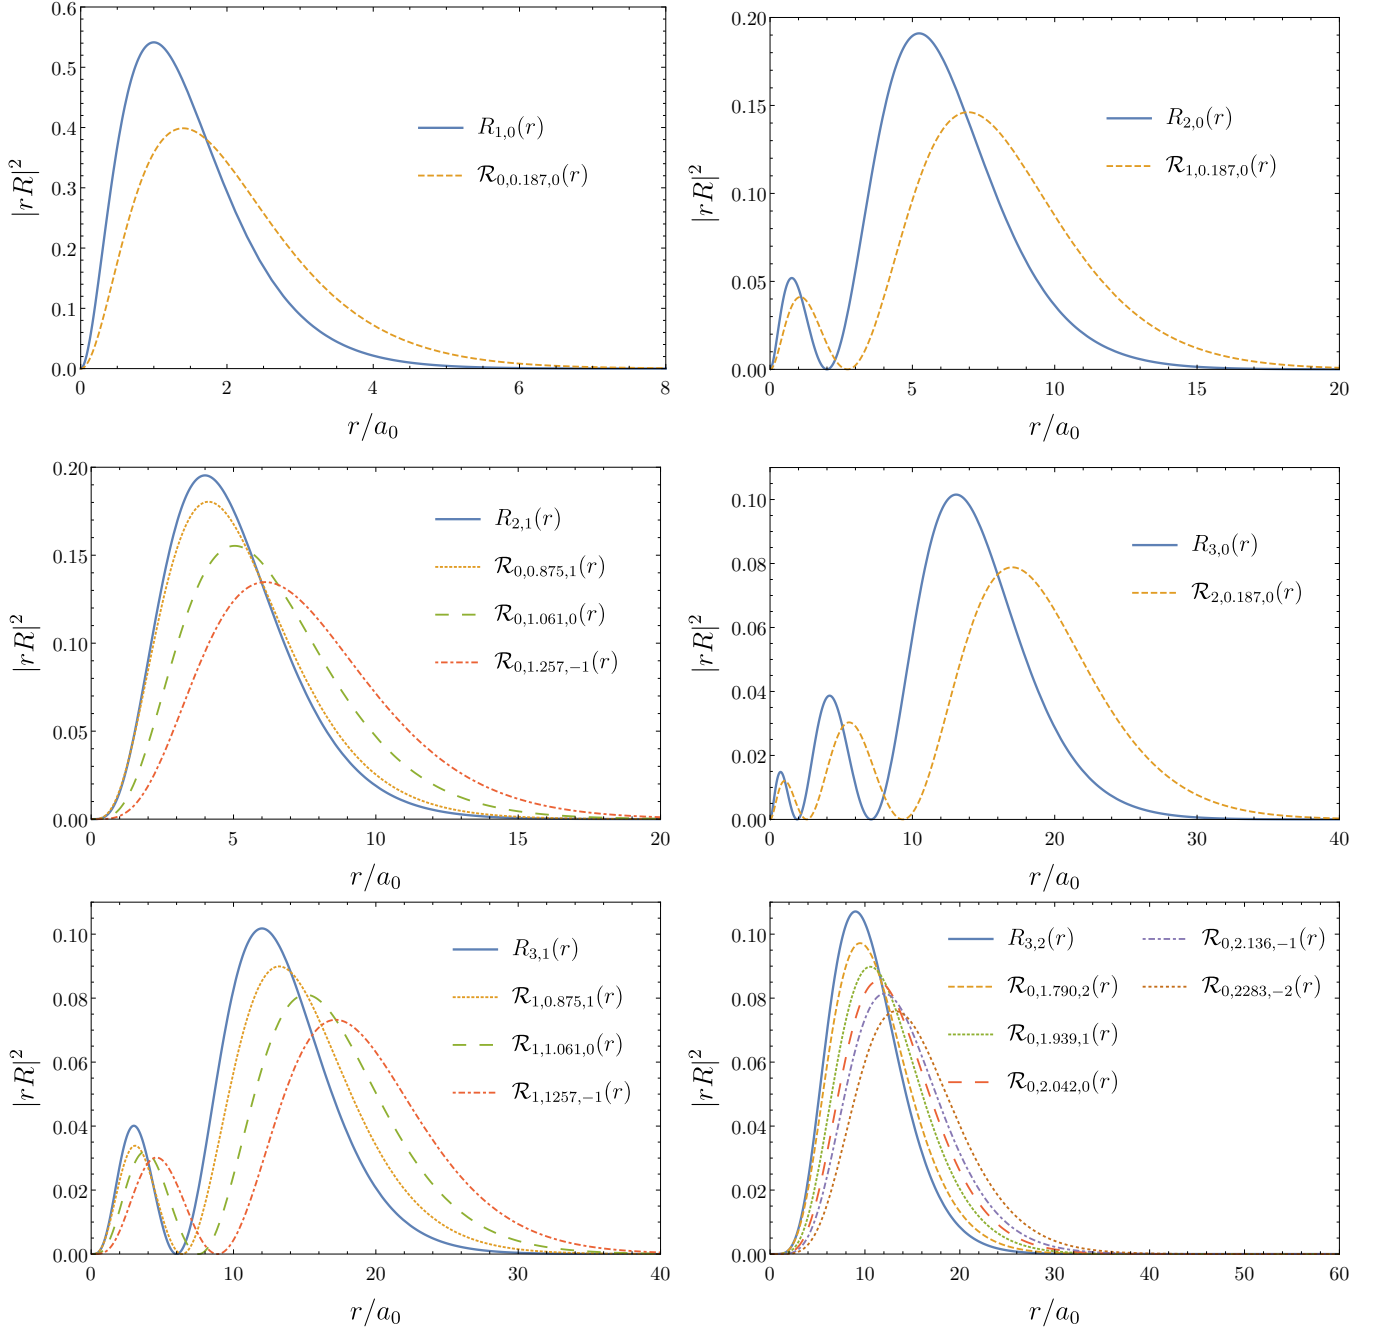 0.6
0.5
0.4
0.3
0.2
0.1
0.0
0 2 4 6 8
|rR|²
r/a₀
R₁,₀(r)
ℛ₀,₀.₁₈₇,₀(r)
0.20
0.15
0.10
0.05
0.00
0 5 10 15 20
|rR|²
r/a₀
R₂,₀(r)
ℛ₁,₀.₁₈₇,₀(r)
0.20
0.15
0.10
0.05
0.00
0 5 10 15 20
|rR|²
r/a₀
R₂,₁(r)
ℛ₀,₀.₈₇₅,₁(r)
ℛ₀,₁.₀₆₁,₀(r)
ℛ₀,₁.₂₅₇,₋₁(r)
0.10
0.08
0.06
0.04
0.02
0.00
0 10 20 30 40
|rR|²
r/a₀
R₃,₀(r)
ℛ₂,₀.₁₈₇,₀(r)
0.10
0.08
0.06
0.04
0.02
0.00
0 10 20 30 40
|rR|²
r/a₀
R₃,₁(r)
ℛ₁,₀.₈₇₅,₁(r)
ℛ₁,₁.₀₆₁,₀(r)
ℛ₁,₁₂₅₇,₋₁(r)
0.10
0.08
0.06
0.04
0.02
0.00
0 10 20 30 40 50 60
|rR|²
r/a₀
R₃,₂(r)
ℛ₀,₁.₇₉₀,₂(r)
ℛ₀,₁.₉₃₉,₁(r)
ℛ₀,₂.₀₄₂,₀(r)
ℛ₀,₂.₁₃₆,₋₁(r)
ℛ₀,₂₂₈₃,₋₂(r)